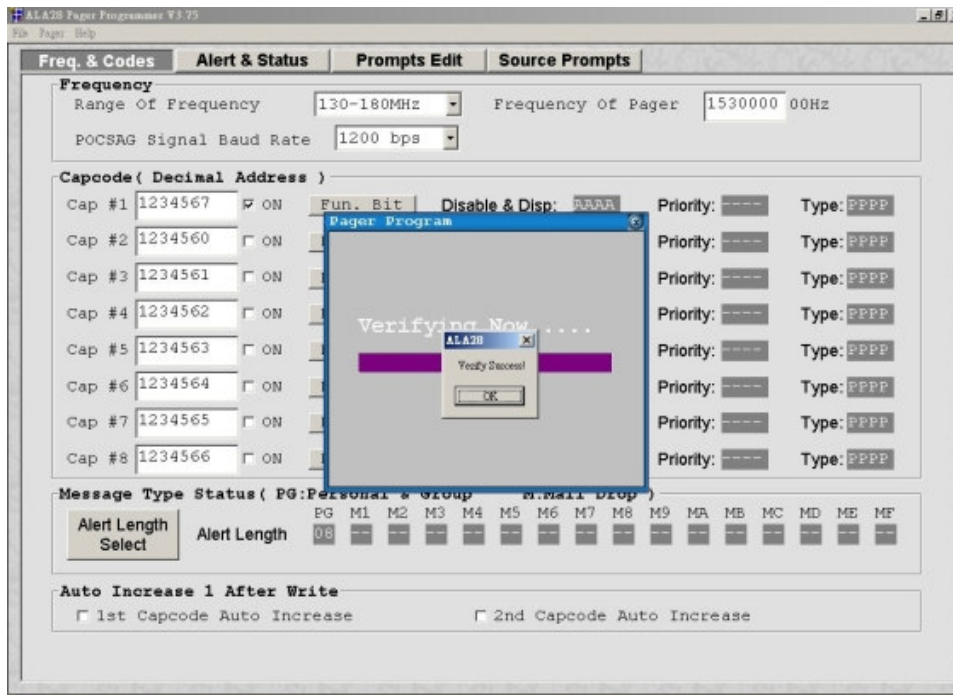 ALA28 Pager Programmer V3.75
File Pager Help
Freq. & Codes Alert & Status Prompts Edit Source Prompts
Frequency
Range Of Frequency 130-180MHz Frequency Of Pager 1530000 00Hz
POCSAG Signal Baud Rate 1200 bps
Capcode( Decimal Address )
Cap #1 1234567 ON Fun. Bit Disable & Disp: AAAA Priority: ---- Type: PPPP
Pager Program
Cap #2 1234560 ON Priority: ---- Type: PPPP
Cap #3 1234561 ON Priority: ---- Type: PPPP
Cap #4 1234562 ON Priority: ---- Type: PPPP
Verifying Now ....
ALA28
Cap #5 1234563 ON Priority: ---- Type: PPPP
Verify Success!
Cap #6 1234564 ON Priority: ---- Type: PPPP
OK
Cap #7 1234565 ON Priority: ---- Type: PPPP
Cap #8 1234566 ON Priority: ---- Type: PPPP
Message Type Status( PG:Personal & Group M:Mail Drop )
PG M1 M2 M3 M4 M5 M6 M7 M8 M9 MA MB MC MD ME MF
Alert Length Select Alert Length 08 -- -- -- -- -- -- -- -- -- -- -- -- -- -- --
Auto Increase 1 After Write
1st Capcode Auto Increase 2nd Capcode Auto Increase